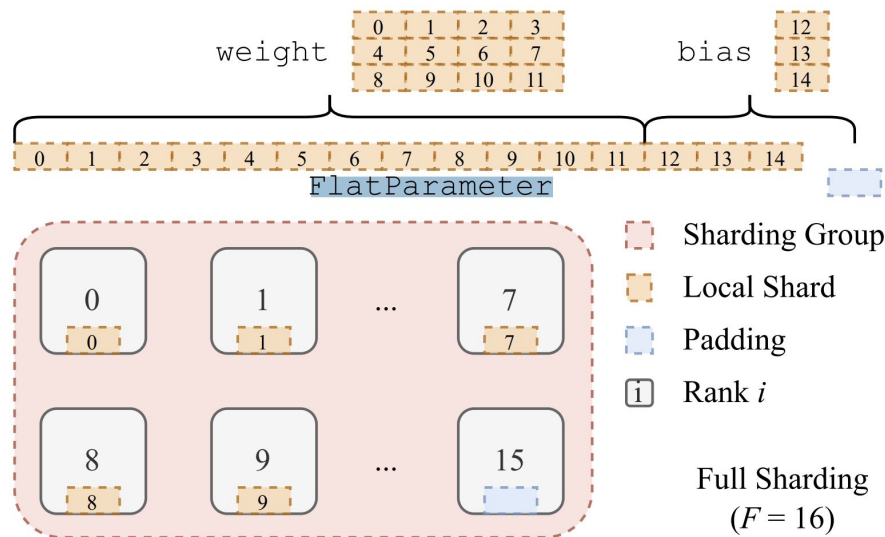 weight
0 1 2 3
4 5 6 7
8 9 10 11
bias
12
13
14
0 1 2 3 4 5 6 7 8 9 10 11 12 13 14
FlatParameter
0
0
1
1
...
7
7
8
8
9
9
...
15
Sharding Group
Local Shard
Padding
i Rank i
Full Sharding
(F = 16)